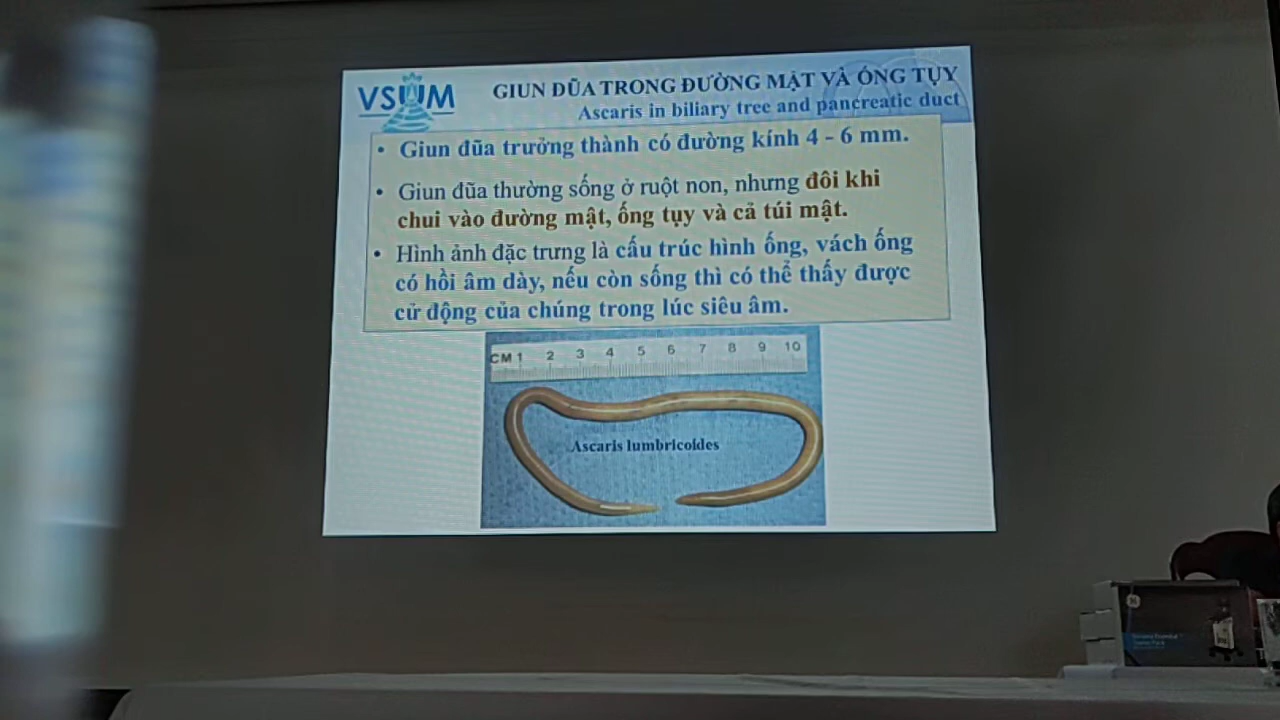 VSUM
GIUN ĐŨA TRONG ĐƯỜNG MẬT VÀ ỐNG TỤY
Ascaris in biliary tree and pancreatic duct
• Giun đũa trưởng thành có đường kính 4 - 6 mm.
• Giun đũa thường sống ở ruột non, nhưng đôi khi
chui vào đường mật, ống tụy và cả túi mật.
• Hình ảnh đặc trưng là cấu trúc hình ống, vách ống
có hồi âm dày, nếu còn sống thì có thể thấy được
cử động của chúng trong lúc siêu âm.
CM 1 2 3 4 5 6 7 8 9 10
Ascaris lumbricoides